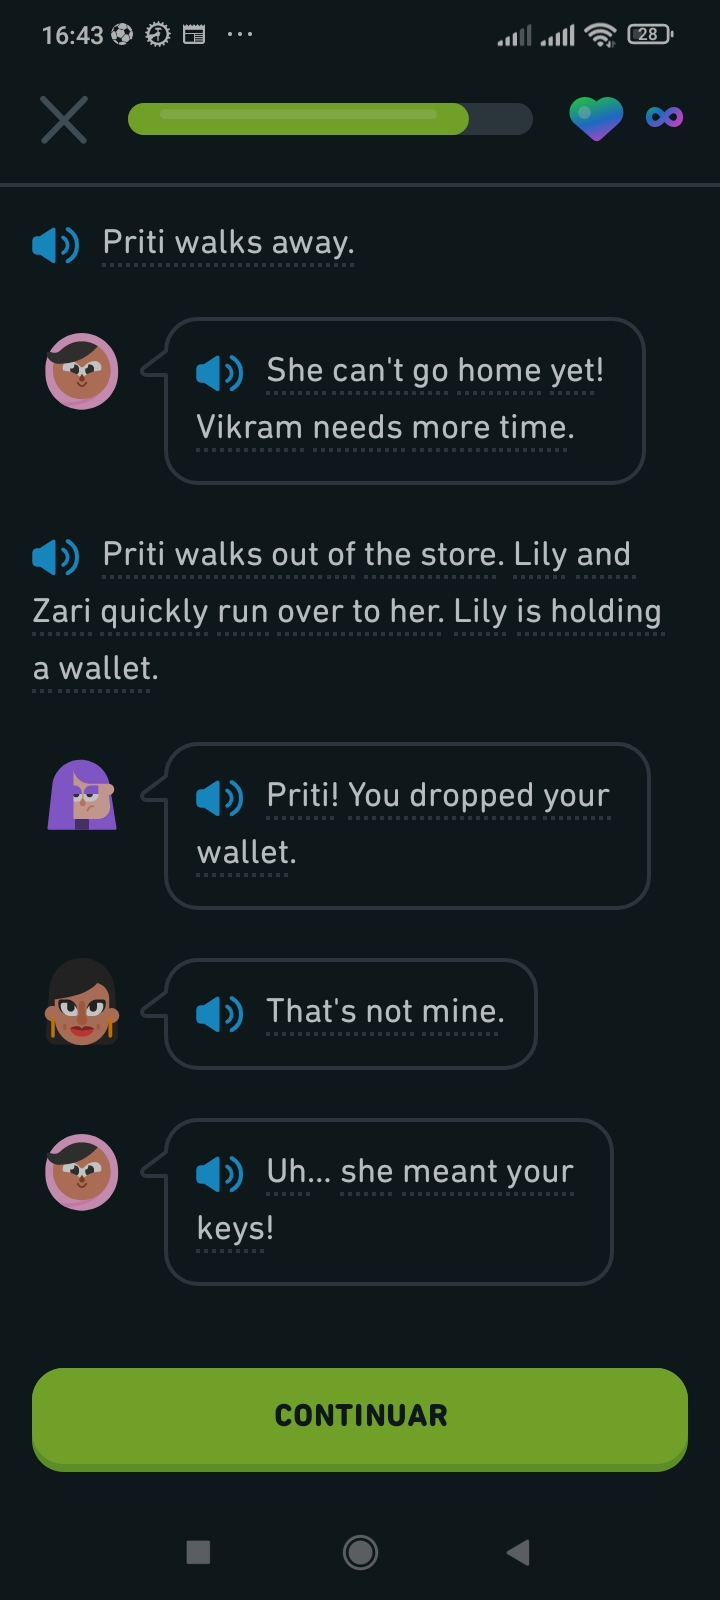 16:43 ... 28
Priti walks away.
She can't go home yet!
Vikram needs more time.
Priti walks out of the store. Lily and
Zari quickly run over to her. Lily is holding
a wallet.
Priti! You dropped your
wallet.
That's not mine.
Uh... she meant your
keys!
CONTINUAR